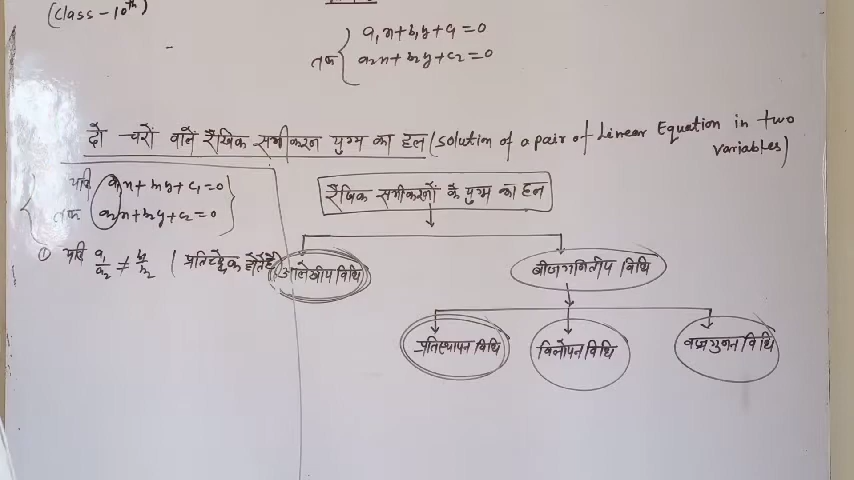 (Class-10th)
a₁x+b₁y+c₁=0
तथा a₂x+b₂y+c₂=0
दो चरों वाले रैखिक समीकरण युग्म का हल (Solution of a pair of Linear Equation in two
variables)
यदि a₁x+b₁y+c₁=0
तथा a₂x+b₂y+c₂=0
① यदि a₁/a₂ ≠ b₁/b₂ (प्रतिच्छेदक होते हैं)
रैखिक समीकरणों के युग्म का हल
आलेखीय विधि
बीजगणितीय विधि
प्रतिस्थापन विधि
विलोपन विधि
वज्रगुणन विधि